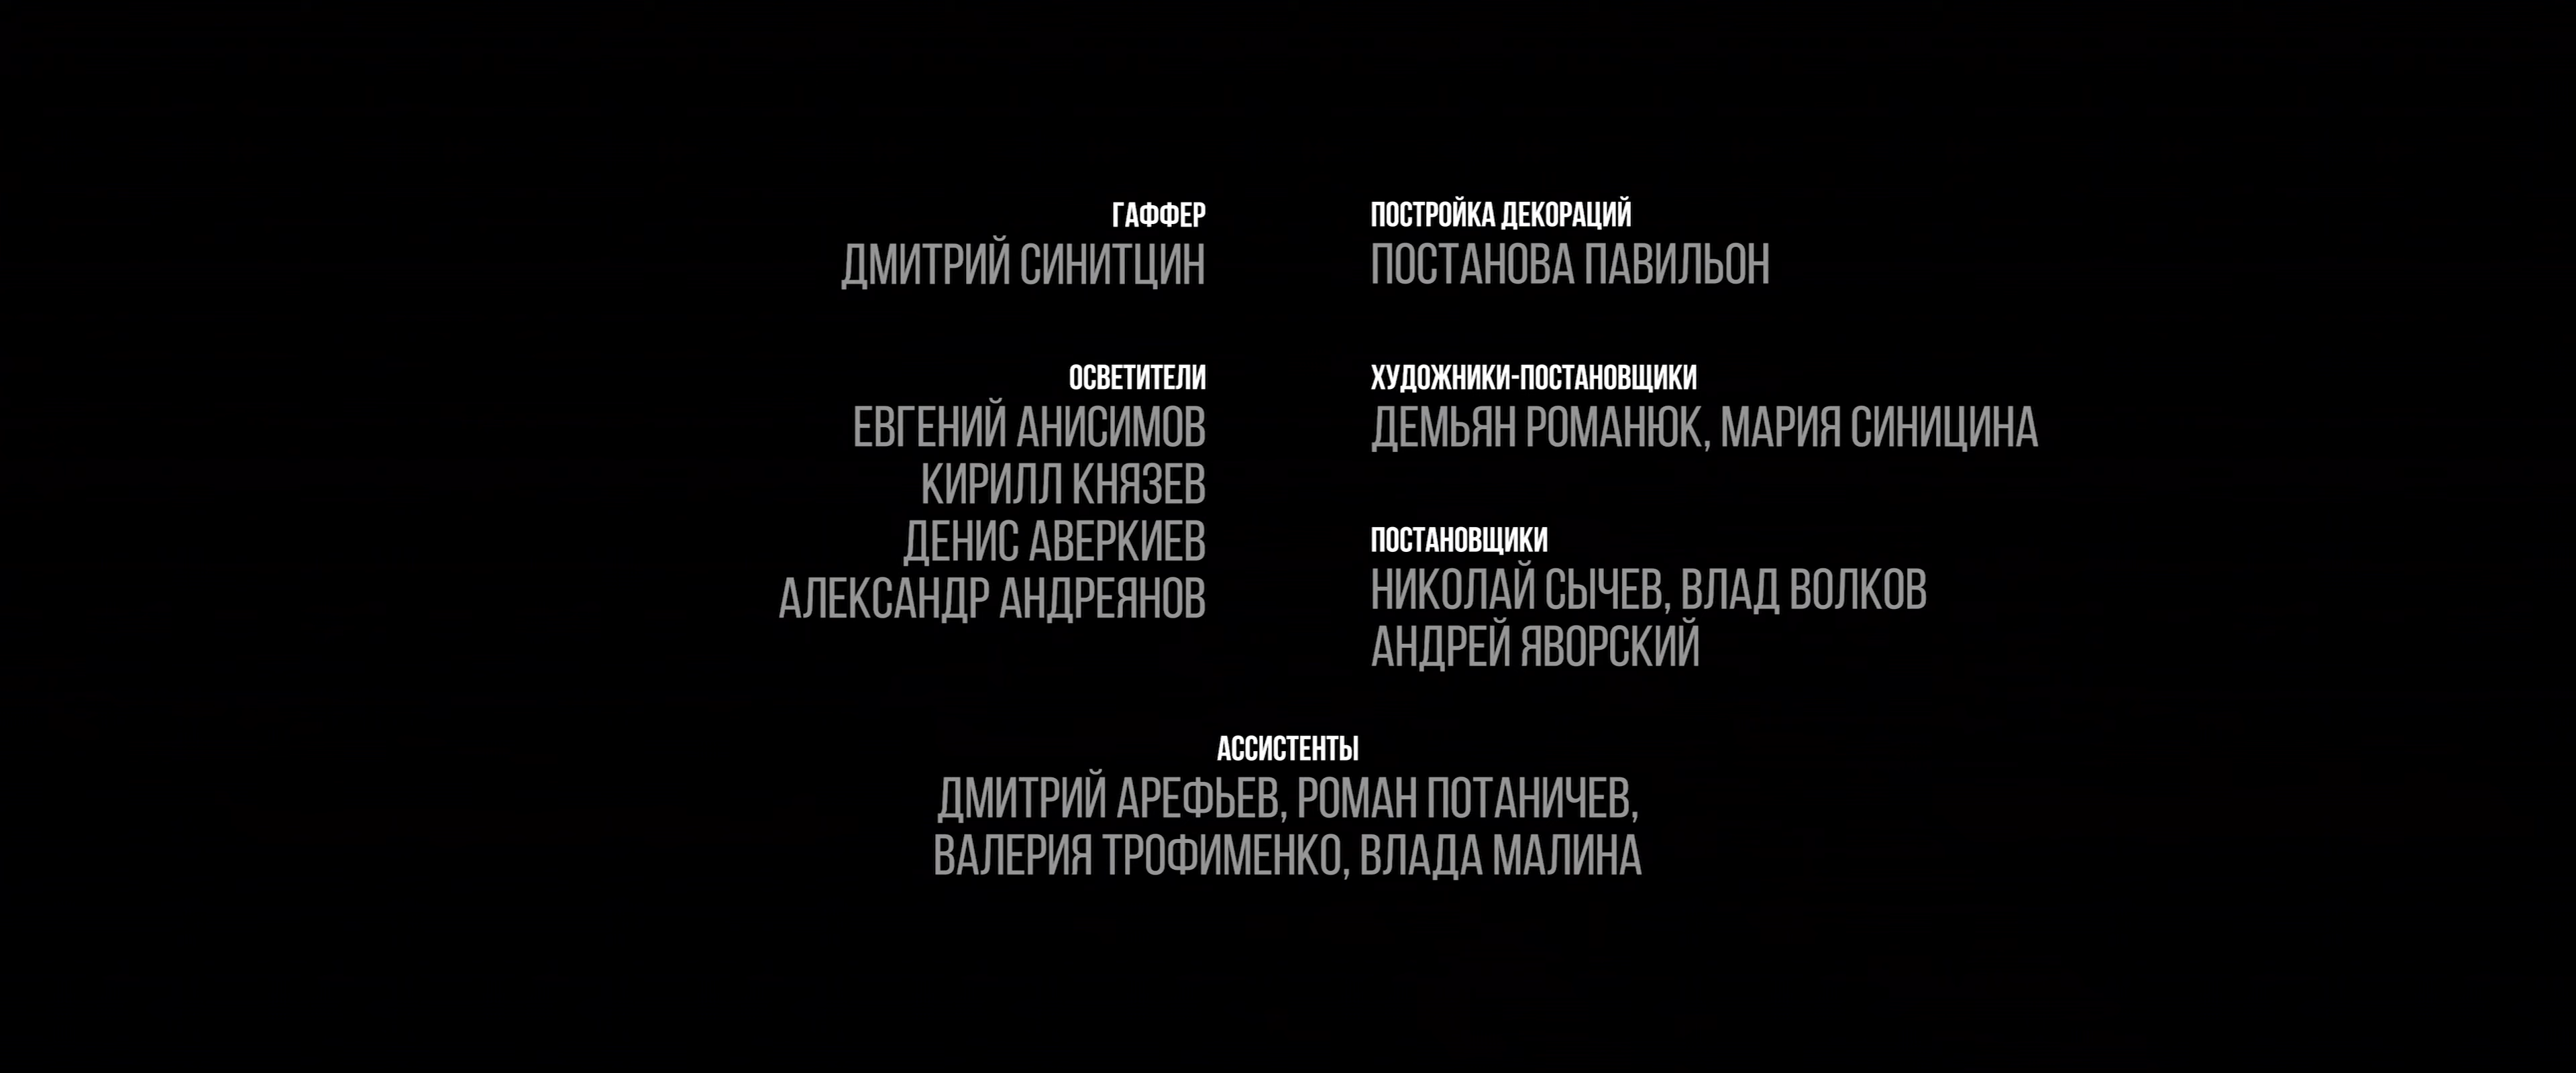 ГАФФЕР
ДМИТРИЙ СИНИТЦИН
ОСВЕТИТЕЛИ
ЕВГЕНИЙ АНИСИМОВ
КИРИЛЛ КНЯЗЕВ
ДЕНИС АВЕРКИЕВ
АЛЕКСАНДР АНДРЕЯНОВ
ПОСТРОЙКА ДЕКОРАЦИЙ
ПОСТАНОВА ПАВИЛЬОН
ХУДОЖНИКИ-ПОСТАНОВЩИКИ
ДЕМЬЯН РОМАНЮК, МАРИЯ СИНИЦИНА
ПОСТАНОВЩИКИ
НИКОЛАЙ СЫЧЕВ, ВЛАД ВОЛКОВ
АНДРЕЙ ЯВОРСКИЙ
АССИСТЕНТЫ
ДМИТРИЙ АРЕФЬЕВ, РОМАН ПОТАНИЧЕВ,
ВАЛЕРИЯ ТРОФИМЕНКО, ВЛАДА МАЛИНА